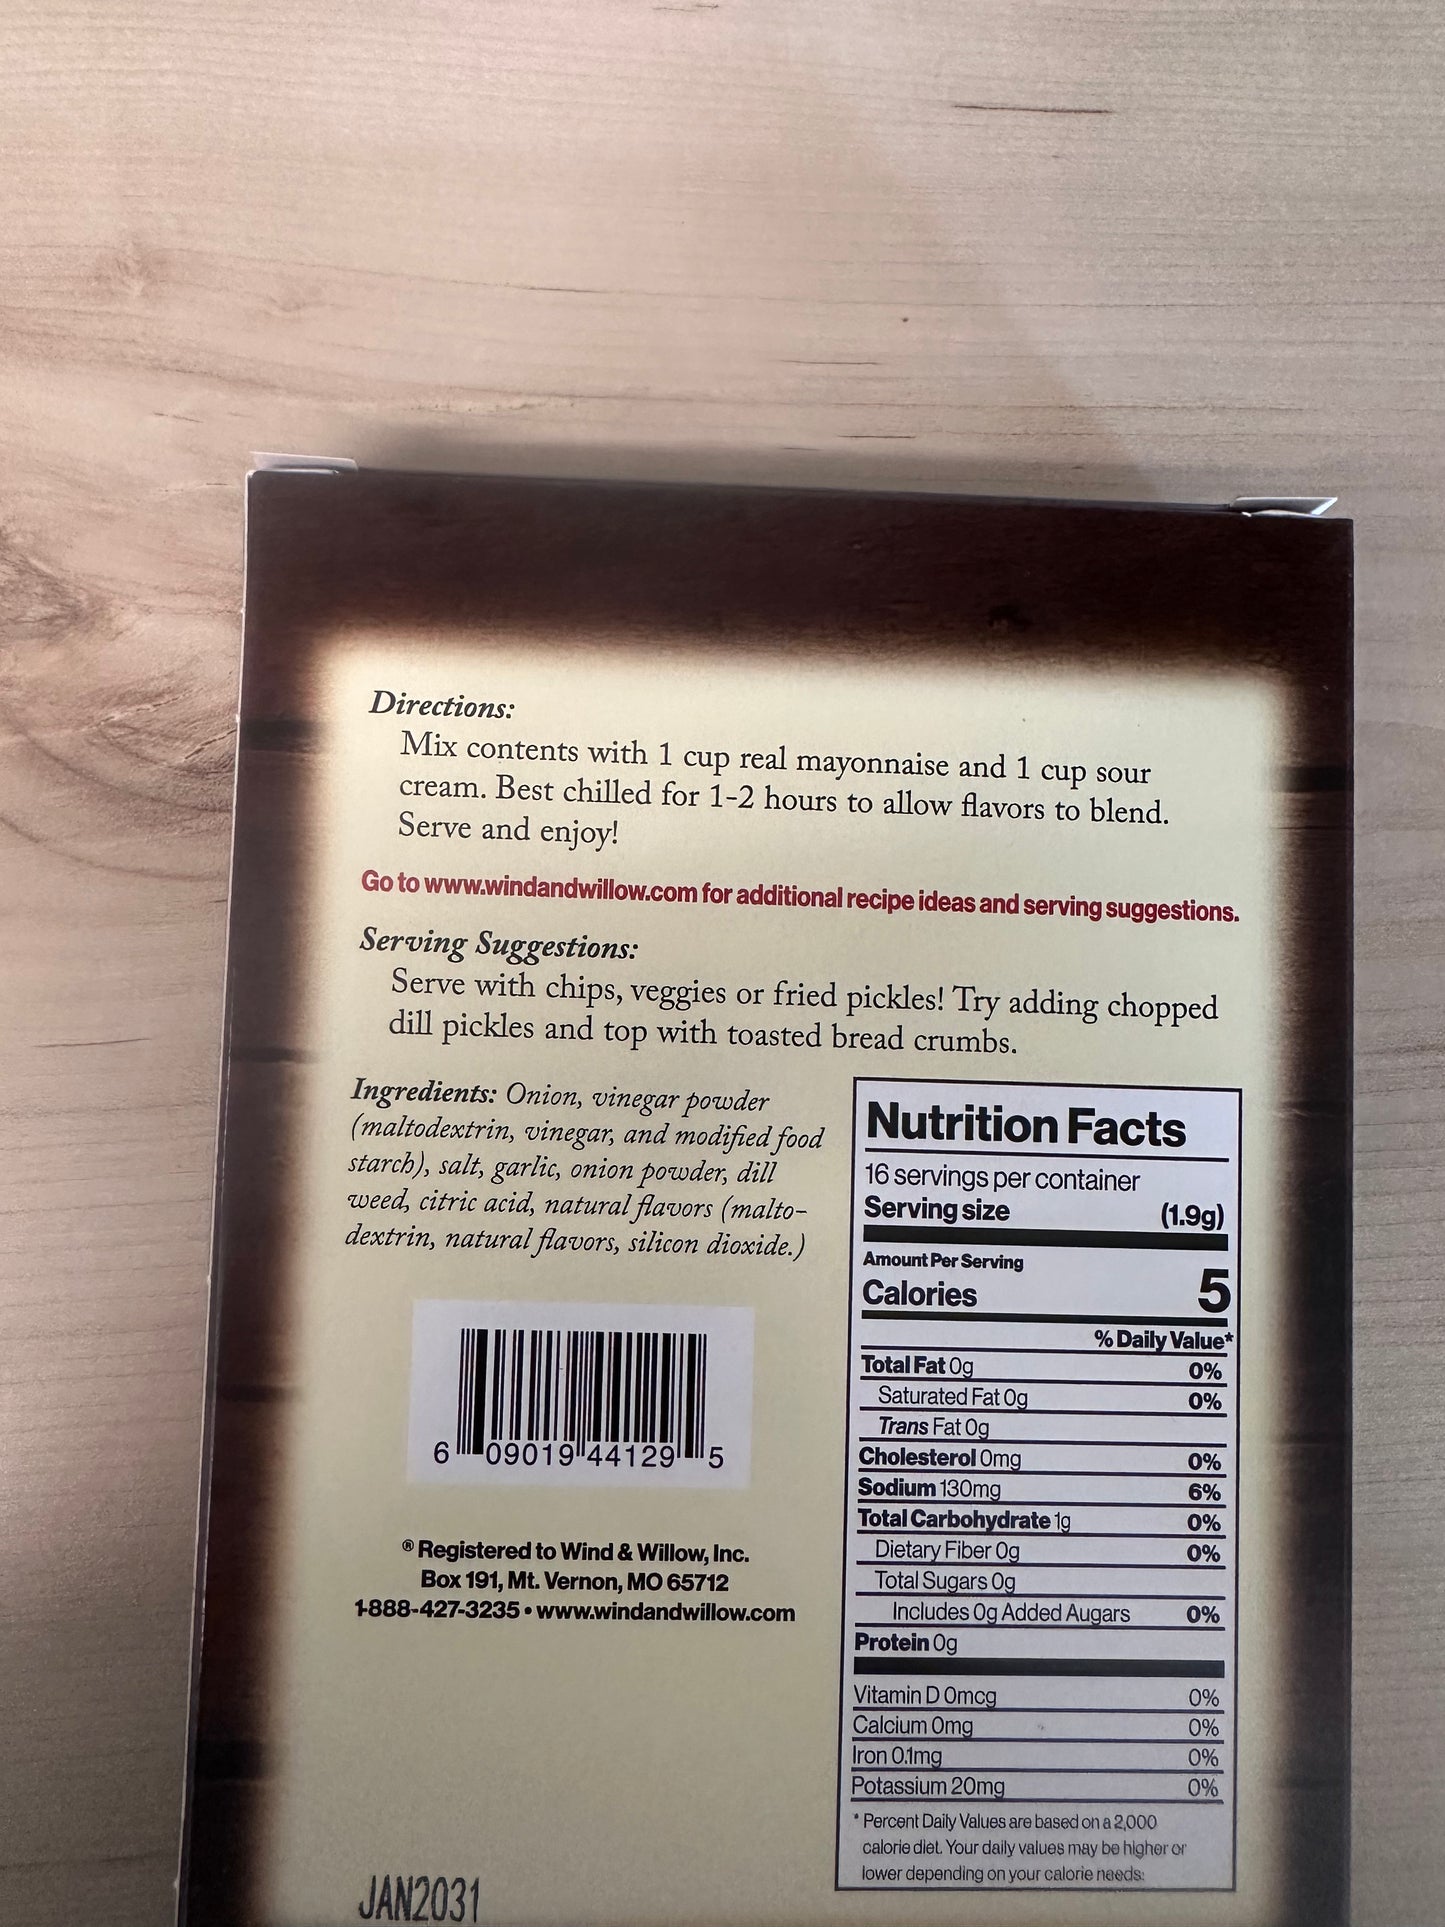 Directions:
Mix contents with 1 cup real mayonnaise and 1 cup sour
cream. Best chilled for 1-2 hours to allow flavors to blend.
Serve and enjoy!
Go to www.windandwillow.com for additional recipe ideas and serving suggestions.
Serving Suggestions:
Serve with chips, veggies or fried pickles! Try adding chopped
dill pickles and top with toasted bread crumbs.
Ingredients: Onion, vinegar powder
(maltodextrin, vinegar, and modified food
starch), salt, garlic, onion powder, dill
weed, citric acid, natural flavors (malto-
dextrin, natural flavors, silicon dioxide.)
6 09019 44129 5
® Registered to Wind & Willow, Inc.
Box 191, Mt. Vernon, MO 65712
1-888-427-3235 • www.windandwillow.com
JAN2031
Nutrition Facts
16 servings per container
Serving size (1.9g)
Amount Per Serving
Calories 5
% Daily Value*
Total Fat 0g 0%
Saturated Fat 0g 0%
Trans Fat 0g
Cholesterol 0mg 0%
Sodium 130mg 6%
Total Carbohydrate 1g 0%
Dietary Fiber 0g 0%
Total Sugars 0g
Includes 0g Added Augars 0%
Protein 0g
Vitamin D 0mcg 0%
Calcium 0mg 0%
Iron 0.1mg 0%
Potassium 20mg 0%
* Percent Daily Values are based on a 2,000
calorie diet. Your daily values may be higher or
lower depending on your calorie needs: